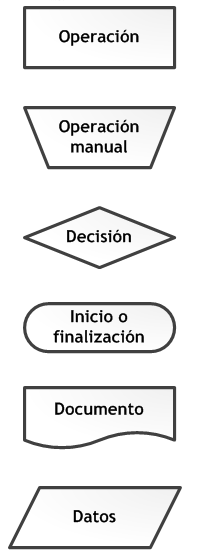 Operación
Operación
manual
Decisión
Inicio o
finalización
Documento
Datos